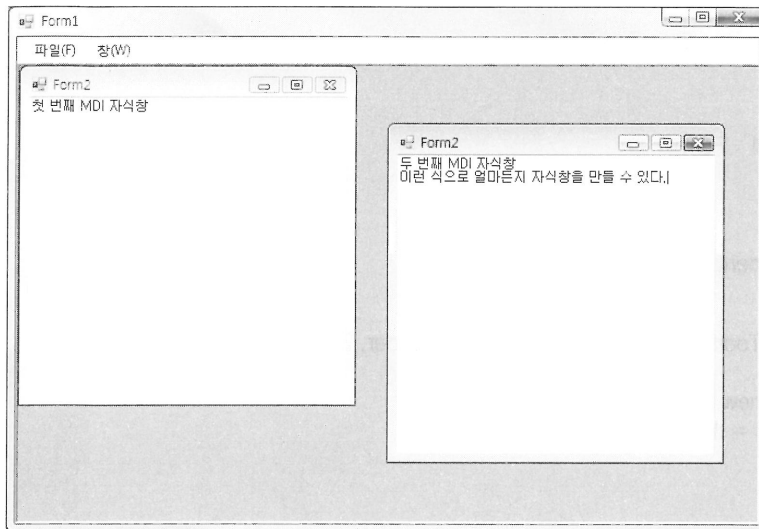 Form1
파일(F) 창(W)
Form2
첫 번째 MDI 자식창
Form2
두 번째 MDI 자식창
이런 식으로 얼마든지 자식창을 만들 수 있다.